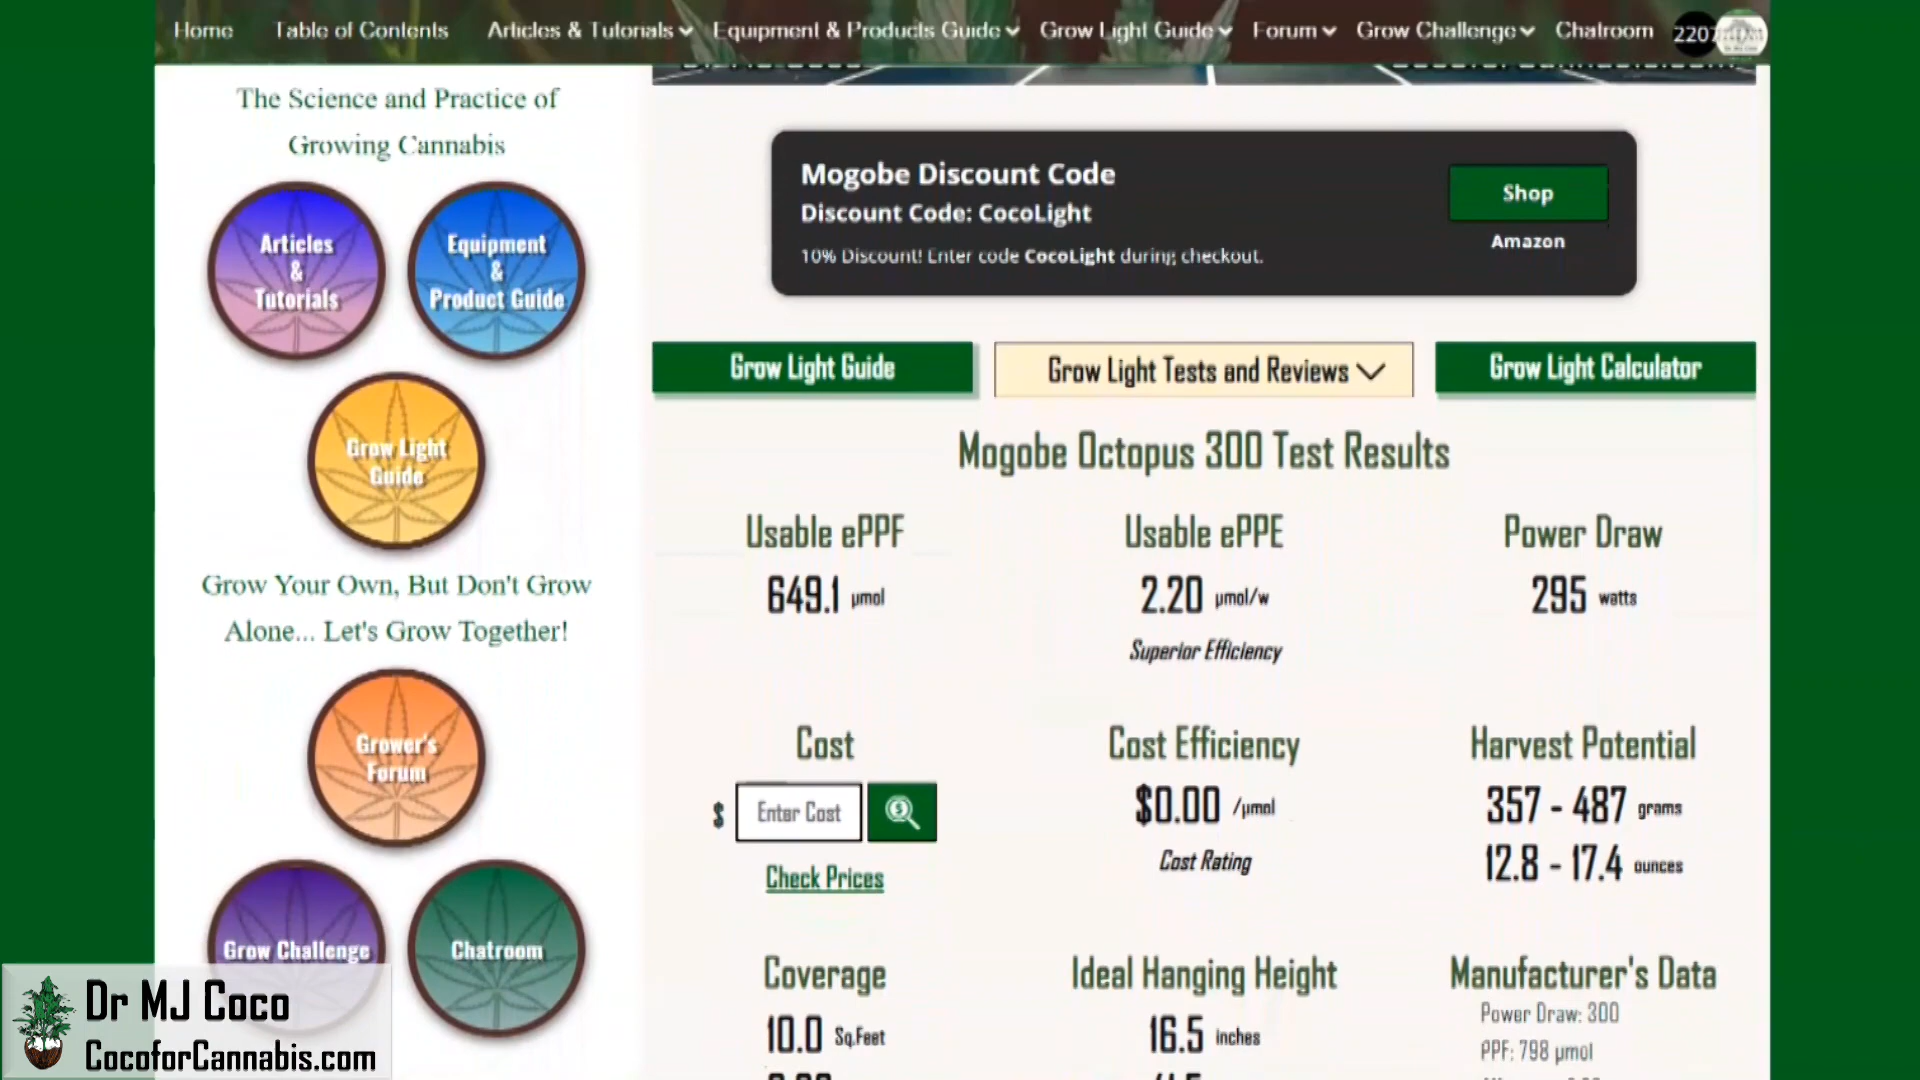 Home Table of Contents Articles & Tutorials Equipment & Products Guide Grow Light Guide Forum Grow Challenge Chatroom 2207
The Science and Practice of
Growing Cannabis
Articles
&
Tutorials
Equipment
&
Product Guide
Grow Light
Guide
Grow Your Own, But Don't Grow
Alone... Let's Grow Together!
Grower's
Forum
Grow Challenge
Chatroom
Mogobe Discount Code
Discount Code: CocoLight
10% Discount! Enter code CocoLight during checkout.
Shop
Amazon
Grow Light Guide
Grow Light Tests and Reviews
Grow Light Calculator
Mogobe Octopus 300 Test Results
Usable ePPF
649.1 µmol
Usable ePPE
2.20 µmol/w
Superior Efficiency
Power Draw
295 watts
Cost
$ Enter Cost
Check Prices
Cost Efficiency
$0.00 /µmol
Cost Rating
Harvest Potential
357 - 487 grams
12.8 - 17.4 ounces
Coverage
10.0 Sq.Feet
Ideal Hanging Height
16.5 inches
Manufacturer's Data
Power Draw: 300
PPF: 798 µmol
Dr MJ Coco
CocoforCannabis.com